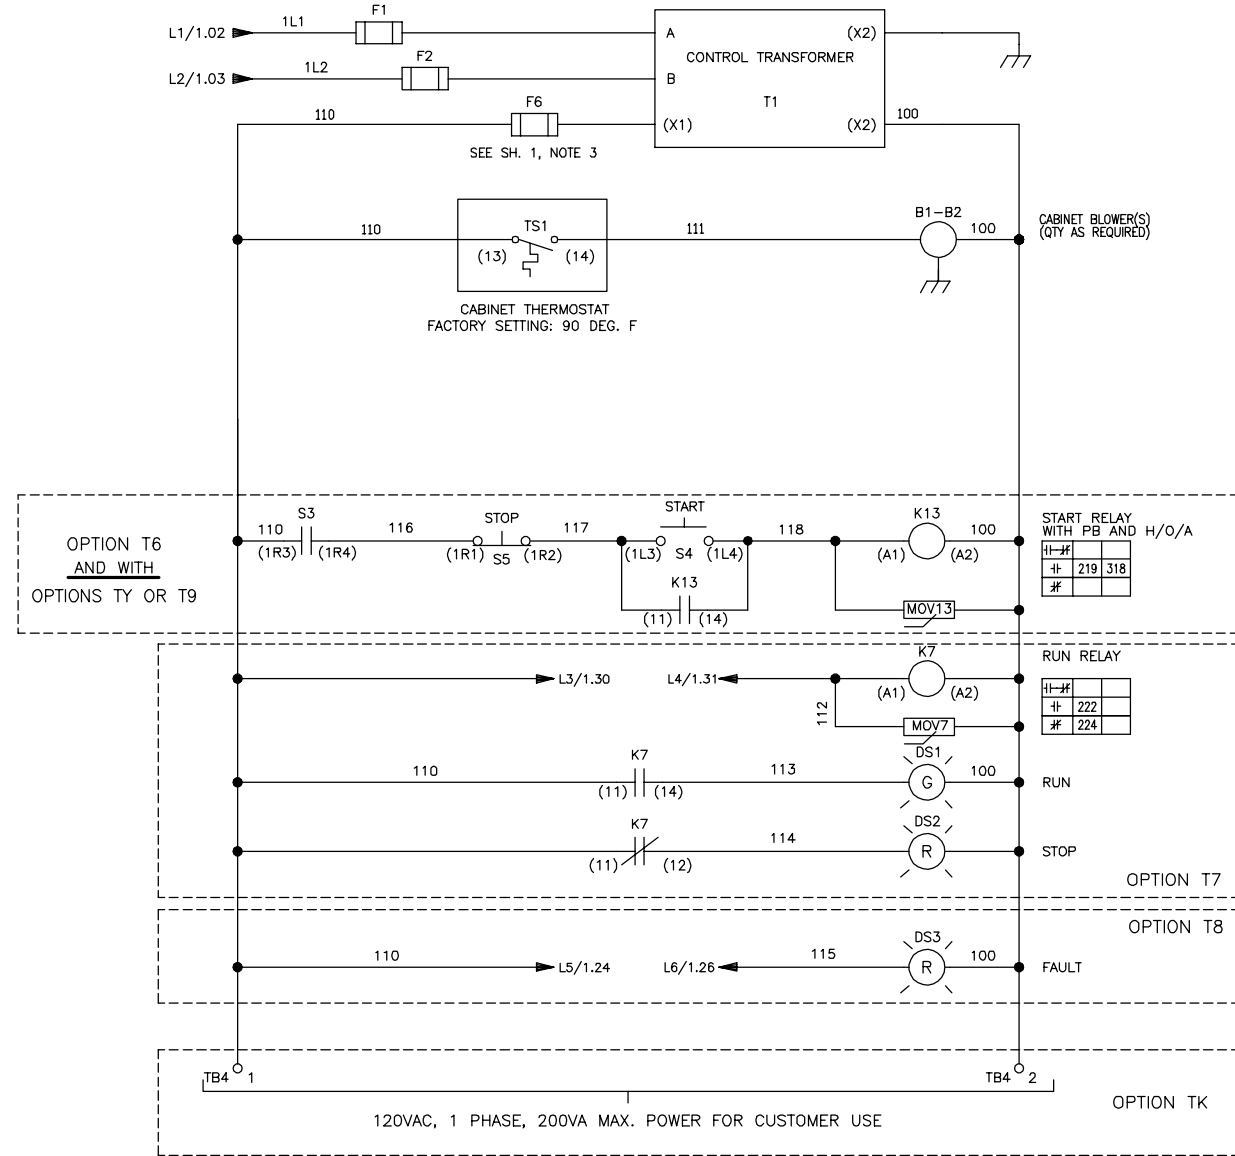 L1/1.02 1L1 F1 A (X2)
CONTROL TRANSFORMER
L2/1.03 1L2 F2 B
T1
110 F6 (X1) (X2) 100
SEE SH. 1, NOTE 3
110 TS1 (13) (14) 111 B1-B2 100
CABINET BLOWER(S)
(QTY AS REQUIRED)
CABINET THERMOSTAT
FACTORY SETTING: 90 DEG. F
OPTION T6
AND WITH
OPTIONS TY OR T9
110 S3 (1R3) (1R4) 116 STOP (1R1) S5 (1R2) 117 START (1L3) S4 (1L4) 118 K13 (A1) (A2) 100
START RELAY
WITH PB AND H/O/A
219 318
K13
(11) (14)
MOV13
L3/1.30 L4/1.31 K7 (A1) (A2)
RUN RELAY
222
224
112
MOV7
110 K7 (11) (14) 113 DS1 G 100 RUN
K7 (11) (12) 114 DS2 R STOP
OPTION T7
OPTION T8
110 L5/1.24 L6/1.26 115 DS3 R 100 FAULT
TB4 1 TB4 2
OPTION TK
120VAC, 1 PHASE, 200VA MAX. POWER FOR CUSTOMER USE